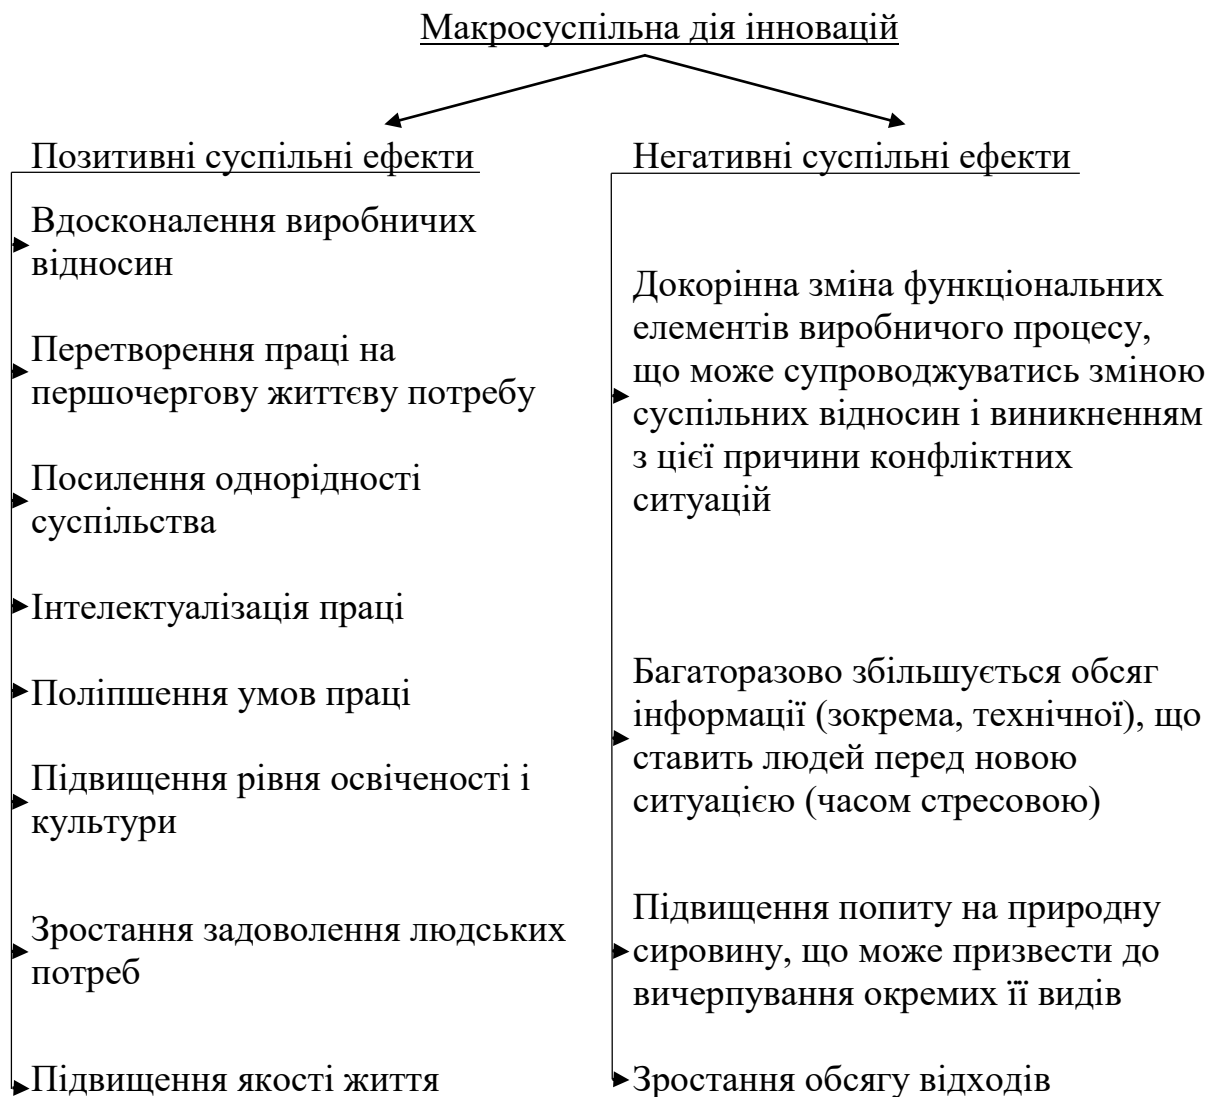 Макросуспільна дія інновацій
Позитивні суспільні ефекти
Вдосконалення виробничих
відносин
Перетворення праці на
першочергову життєву потребу
Посилення однорідності
суспільства
Інтелектуалізація праці
Поліпшення умов праці
Підвищення рівня освіченості і
культури
Зростання задоволення людських
потреб
Підвищення якості життя
Негативні суспільні ефекти
Докорінна зміна функціональних
елементів виробничого процесу,
що може супроводжуватись зміною
суспільних відносин і виникненням
з цієї причини конфліктних
ситуацій
Багаторазово збільшується обсяг
інформації (зокрема, технічної), що
ставить людей перед новою
ситуацією (часом стресовою)
Підвищення попиту на природну
сировину, що може призвести до
вичерпування окремих її видів
Зростання обсягу відходів